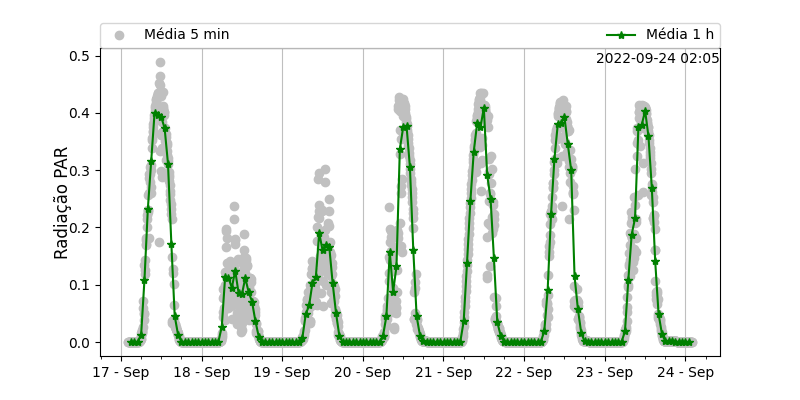 Média 5 min
Média 1 h
2022-09-24 02:05
Radiação PAR
0.5
0.4
0.3
0.2
0.1
0.0
17 - Sep
18 - Sep
19 - Sep
20 - Sep
21 - Sep
22 - Sep
23 - Sep
24 - Sep